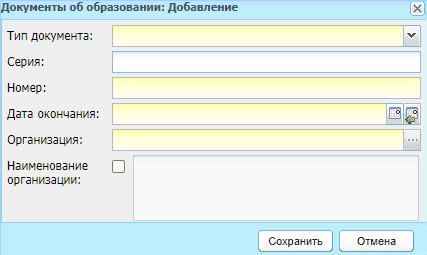 Документы об образовании: Добавление
Тип документа:
Серия:
Номер:
Дата окончания:
Организация:
Наименование
организации:
Сохранить Отмена